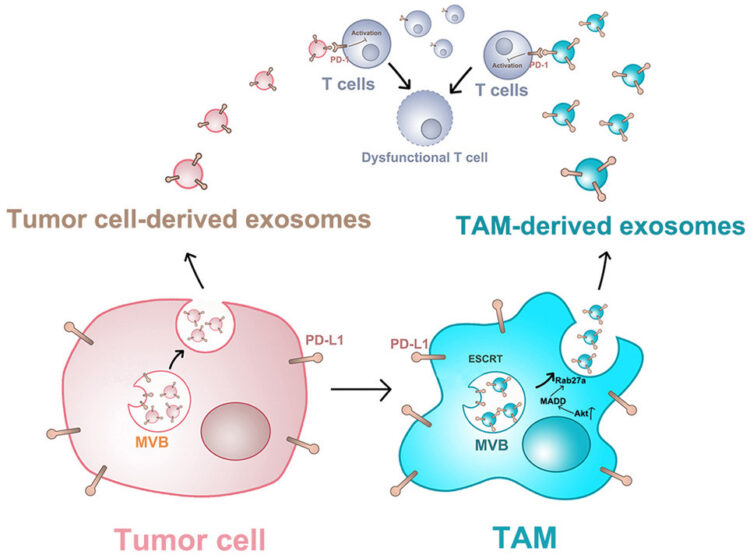 Activation
PD-1
T cells
Activation
PD-1
T cells
Dysfunctional T cell
Tumor cell-derived exosomes
TAM-derived exosomes
PD-L1
MVB
Tumor cell
PD-L1
ESCRT
Rab27a
MADD
Akt
MVB
TAM